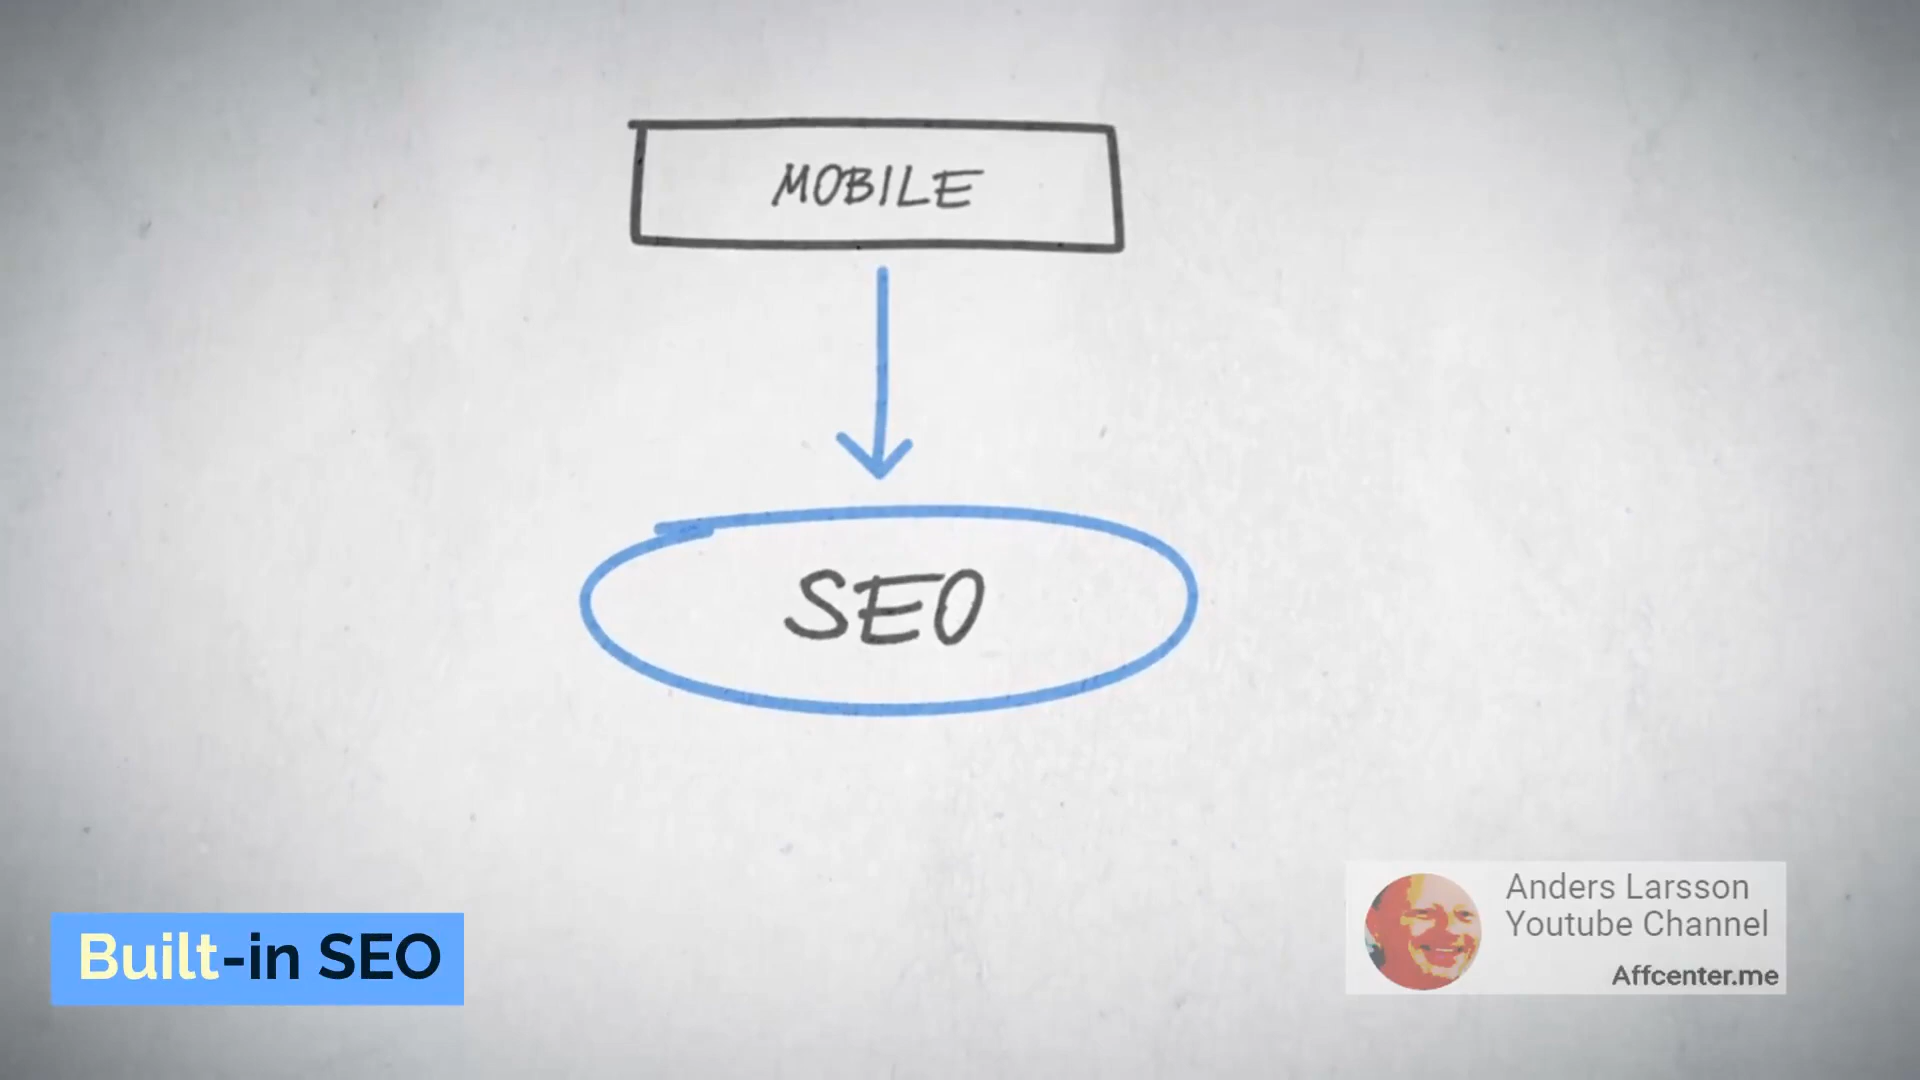 MOBILE
SEO
Built-in SEO
Anders Larsson
Youtube Channel
Affcenter.me